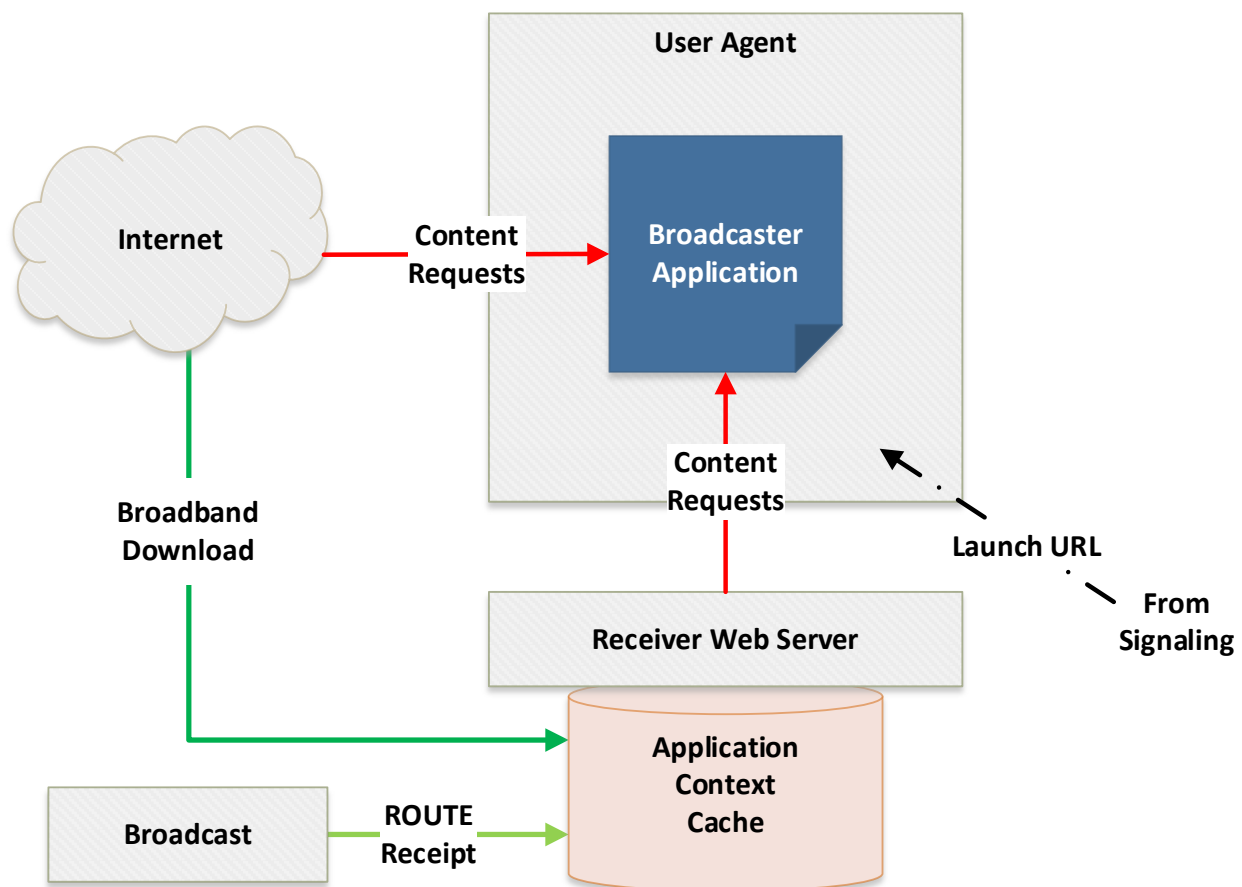 User Agent
Internet
Content
Requests
Broadcaster
Application
Content
Requests
Broadband
Download
Launch URL
From
Signaling
Receiver Web Server
Application
Context
Cache
Broadcast
ROUTE
Receipt